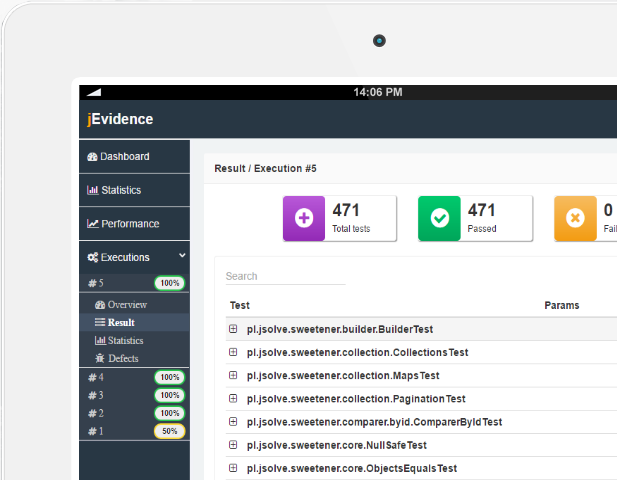 14:06 PM
jEvidence
Dashboard
Statistics
Performance
Executions
#5 100%
Overview
Result
Statistics
Defects
#4 100%
#3 100%
#2 100%
#1 50%
Result / Execution #5
471
Total tests
471
Passed
0
Fail
Search
Test Params
pl.jsolve.sweetener.builder.BuilderTest
pl.jsolve.sweetener.collection.CollectionsTest
pl.jsolve.sweetener.collection.MapsTest
pl.jsolve.sweetener.collection.PaginationTest
pl.jsolve.sweetener.comparer.byid.ComparerByIdTest
pl.jsolve.sweetener.core.NullSafeTest
pl.jsolve.sweetener.core.ObjectsEqualsTest